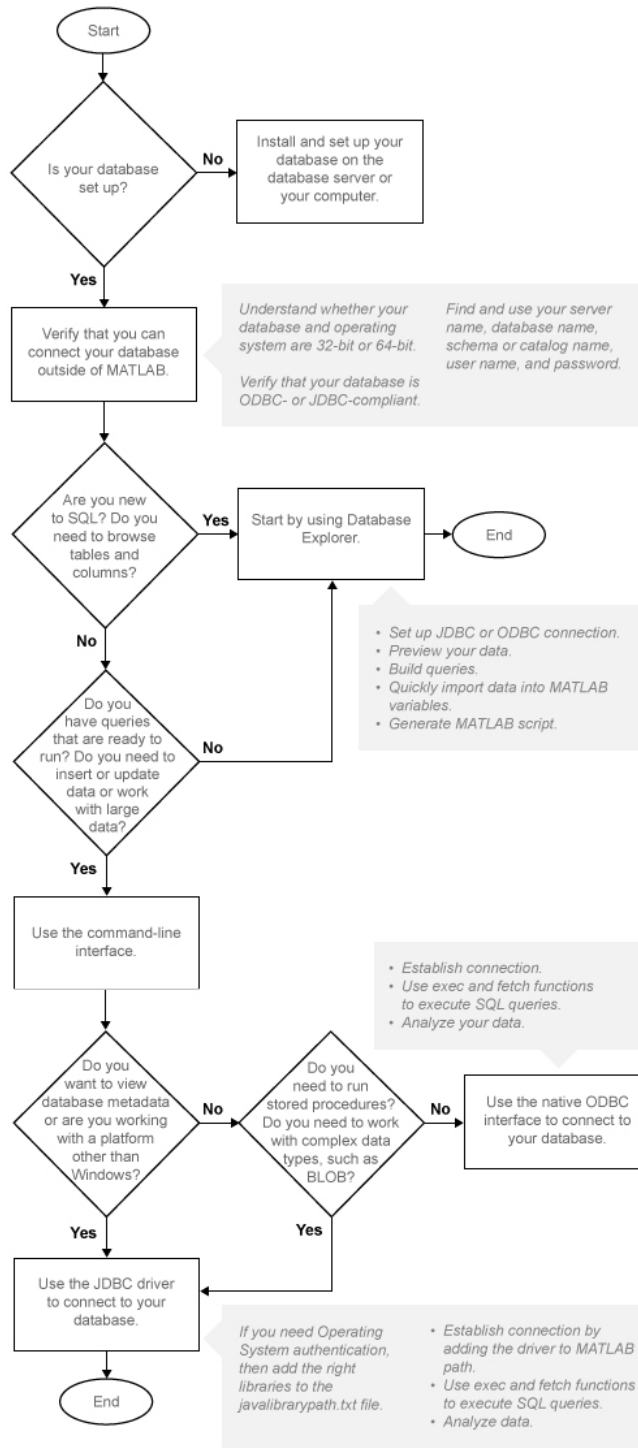 Start
Is your database
set up?
No
Install and set up your
database on the
database server or
your computer.
Yes
Verify that you can
connect your database
outside of MATLAB.
Understand whether your
database and operating
system are 32-bit or 64-bit.
Verify that your database is
ODBC- or JDBC-compliant.
Find and use your server
name, database name,
schema or catalog name,
user name, and password.
Are you new
to SQL? Do you
need to browse
tables and
columns?
Yes
Start by using Database
Explorer.
End
• Set up JDBC or ODBC connection.
• Preview your data.
• Build queries.
• Quickly import data into MATLAB
variables.
• Generate MATLAB script.
No
Do you
have queries
that are ready to
run? Do you need to
insert or update
data or work
with large
data?
No
Yes
Use the command-line
interface.
• Establish connection.
• Use exec and fetch functions
to execute SQL queries.
• Analyze your data.
Do you
want to view
database metadata
or are you working
with a platform
other than
Windows?
No
Do you
need to run
stored procedures?
Do you need to work
with complex data
types, such as
BLOB?
No
Use the native ODBC
interface to connect to
your database.
Yes
Yes
Use the JDBC driver
to connect to your
database.
If you need Operating
System authentication,
then add the right
libraries to the
javalibrarypath.txt file.
• Establish connection by
adding the driver to MATLAB
path.
• Use exec and fetch functions
to execute SQL queries.
• Analyze data.
End